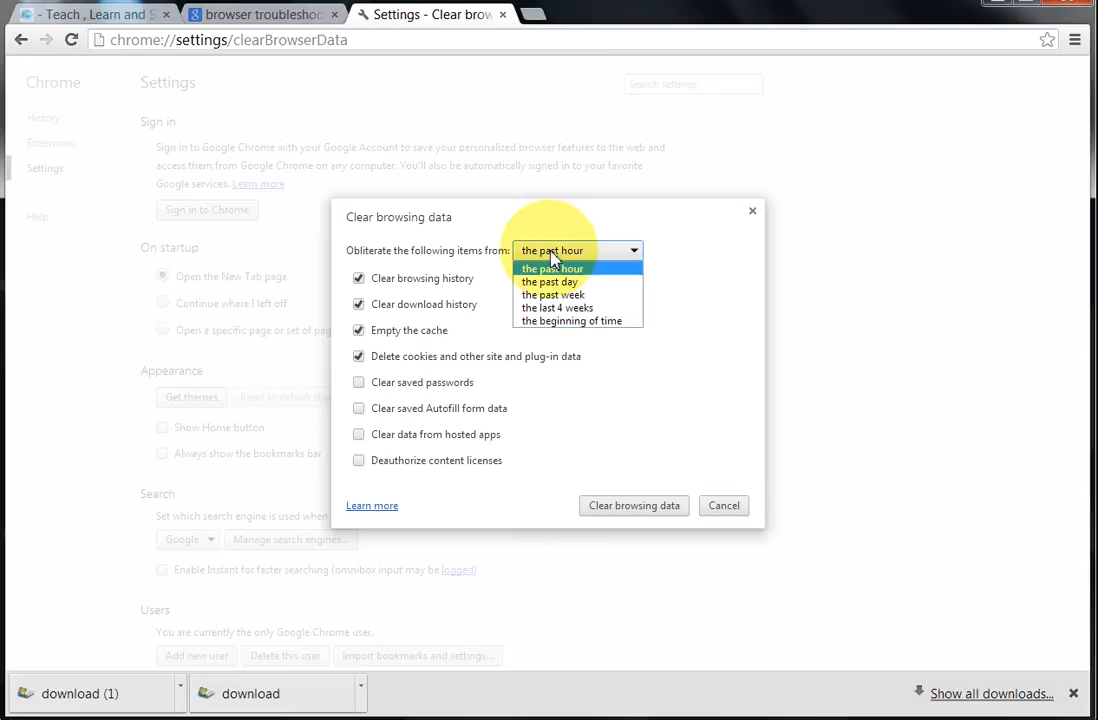 - Teach , Learn and S
browser troubleshoo
Settings - Clear brow
chrome://settings/clearBrowserData
Chrome
Settings
Search settings
History
Extensions
Settings
Help
Sign in
Sign in to Google Chrome with your Google Account to save your personalized browser features to the web and
access them from Google Chrome on any computer. You'll also be automatically signed in to your favorite
Google services. Learn more
Sign in to Chrome
On startup
Open the New Tab page
Continue where I left off
Open a specific page or set of pag
Appearance
Get themes
Reset to default th
Show Home button
Always show the bookmarks bar
Search
Set which search engine is used when
Google
Manage search engines...
Enable Instant for faster searching (omnibox input may be logged)
Users
You are currently the only Google Chrome user.
Add new user
Delete this user
Import bookmarks and settings...
Clear browsing data
Obliterate the following items from:
the past hour
the past hour
the past day
the past week
the last 4 weeks
the beginning of time
Clear browsing history
Clear download history
Empty the cache
Delete cookies and other site and plug-in data
Clear saved passwords
Clear saved Autofill form data
Clear data from hosted apps
Deauthorize content licenses
Learn more
Clear browsing data
Cancel
download (1)
download
Show all downloads...